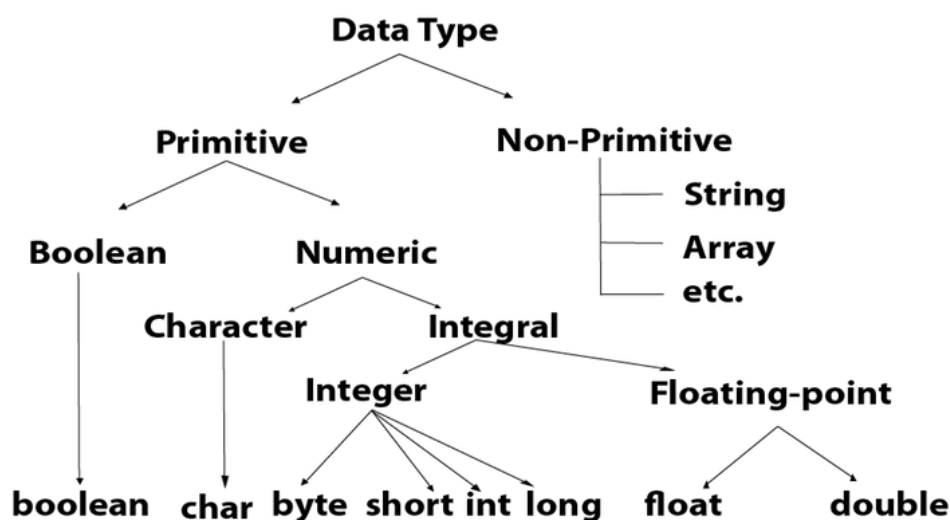 Data Type
Primitive
Non-Primitive
String
Array
etc.
Boolean
Numeric
Character
Integral
Integer
Floating-point
boolean char byte short int long float double